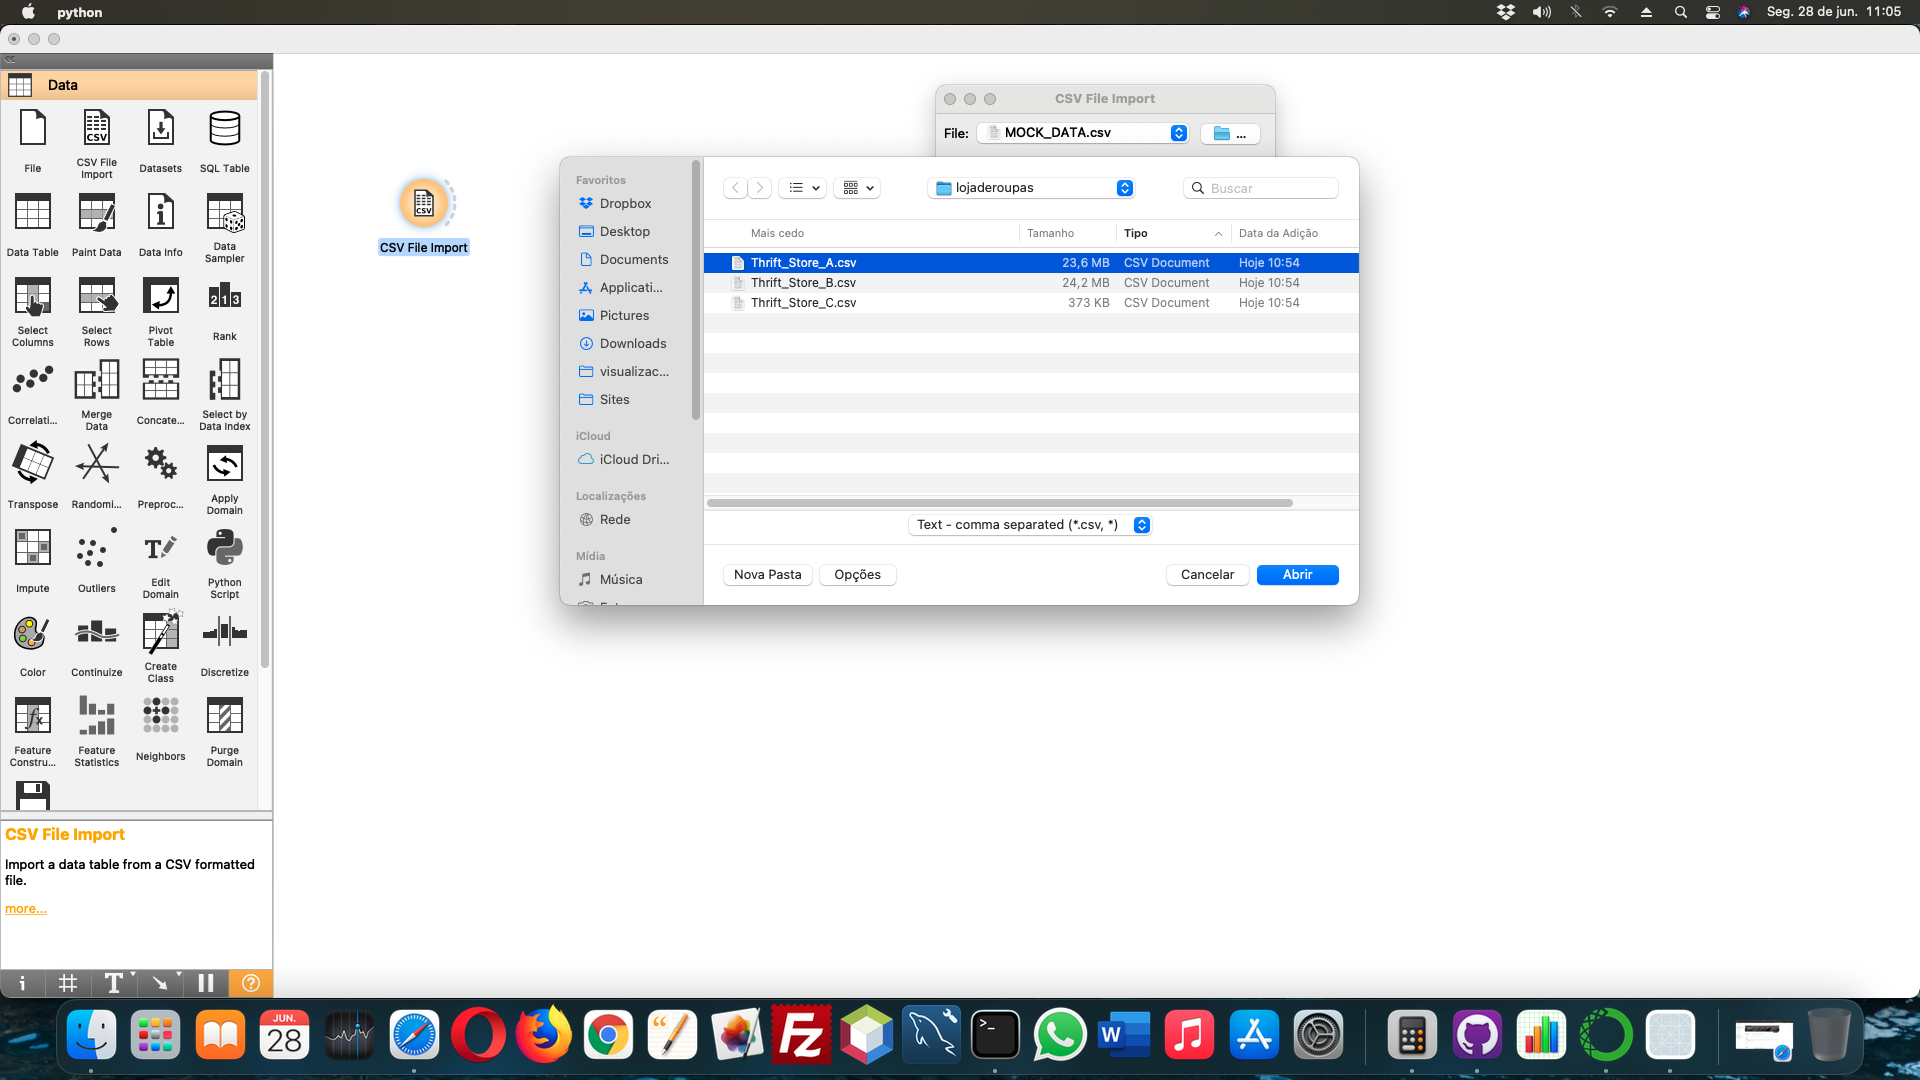 python
Seg. 28 de jun. 11:05
Data
File
CSV File Import
Datasets
SQL Table
Data Table
Paint Data
Data Info
Data Sampler
Select Columns
Select Rows
Pivot Table
Rank
Correlati...
Merge Data
Concate...
Select by Data Index
Transpose
Randomi...
Preproc...
Apply Domain
Impute
Outliers
Edit Domain
Python Script
Color
Continuize
Create Class
Discretize
Feature Constru...
Feature Statistics
Neighbors
Purge Domain
CSV File Import
Import a data table from a CSV formatted
file.
more...
CSV File Import
CSV File Import
File: MOCK_DATA.csv ...
Favoritos
Dropbox
Desktop
Documents
Applicati...
Pictures
Downloads
visualizac...
Sites
iCloud
iCloud Dri...
Localizações
Rede
Mídia
Música
lojaderoupas
Buscar
Mais cedo Tamanho Tipo Data da Adição
Thrift_Store_A.csv 23,6 MB CSV Document Hoje 10:54
Thrift_Store_B.csv 24,2 MB CSV Document Hoje 10:54
Thrift_Store_C.csv 373 KB CSV Document Hoje 10:54
Text - comma separated (*.csv, *)
Nova Pasta Opções Cancelar Abrir
JUN.
28